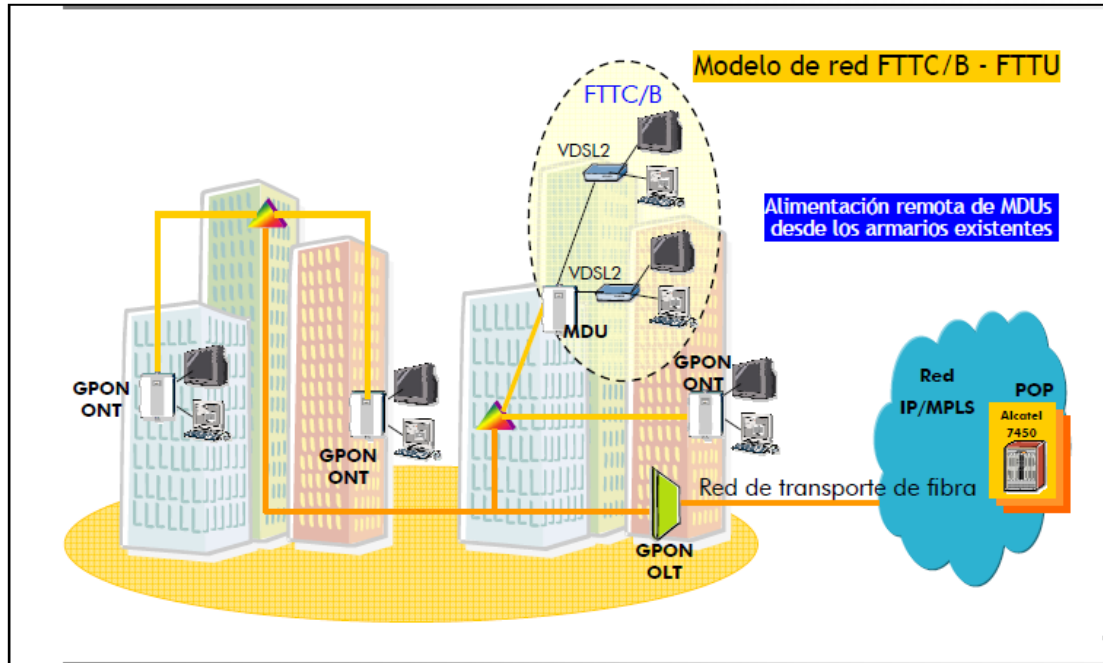 Modelo de red FTTC/B - FTTU
FTTC/B
VDSL2
Alimentación remota de MDUs
desde los armarios existentes
VDSL2
MDU
GPON
ONT
GPON
ONT
GPON
ONT
Red
IP/MPLS
POP
Alcatel
7450
Red de transporte de fibra
GPON
OLT